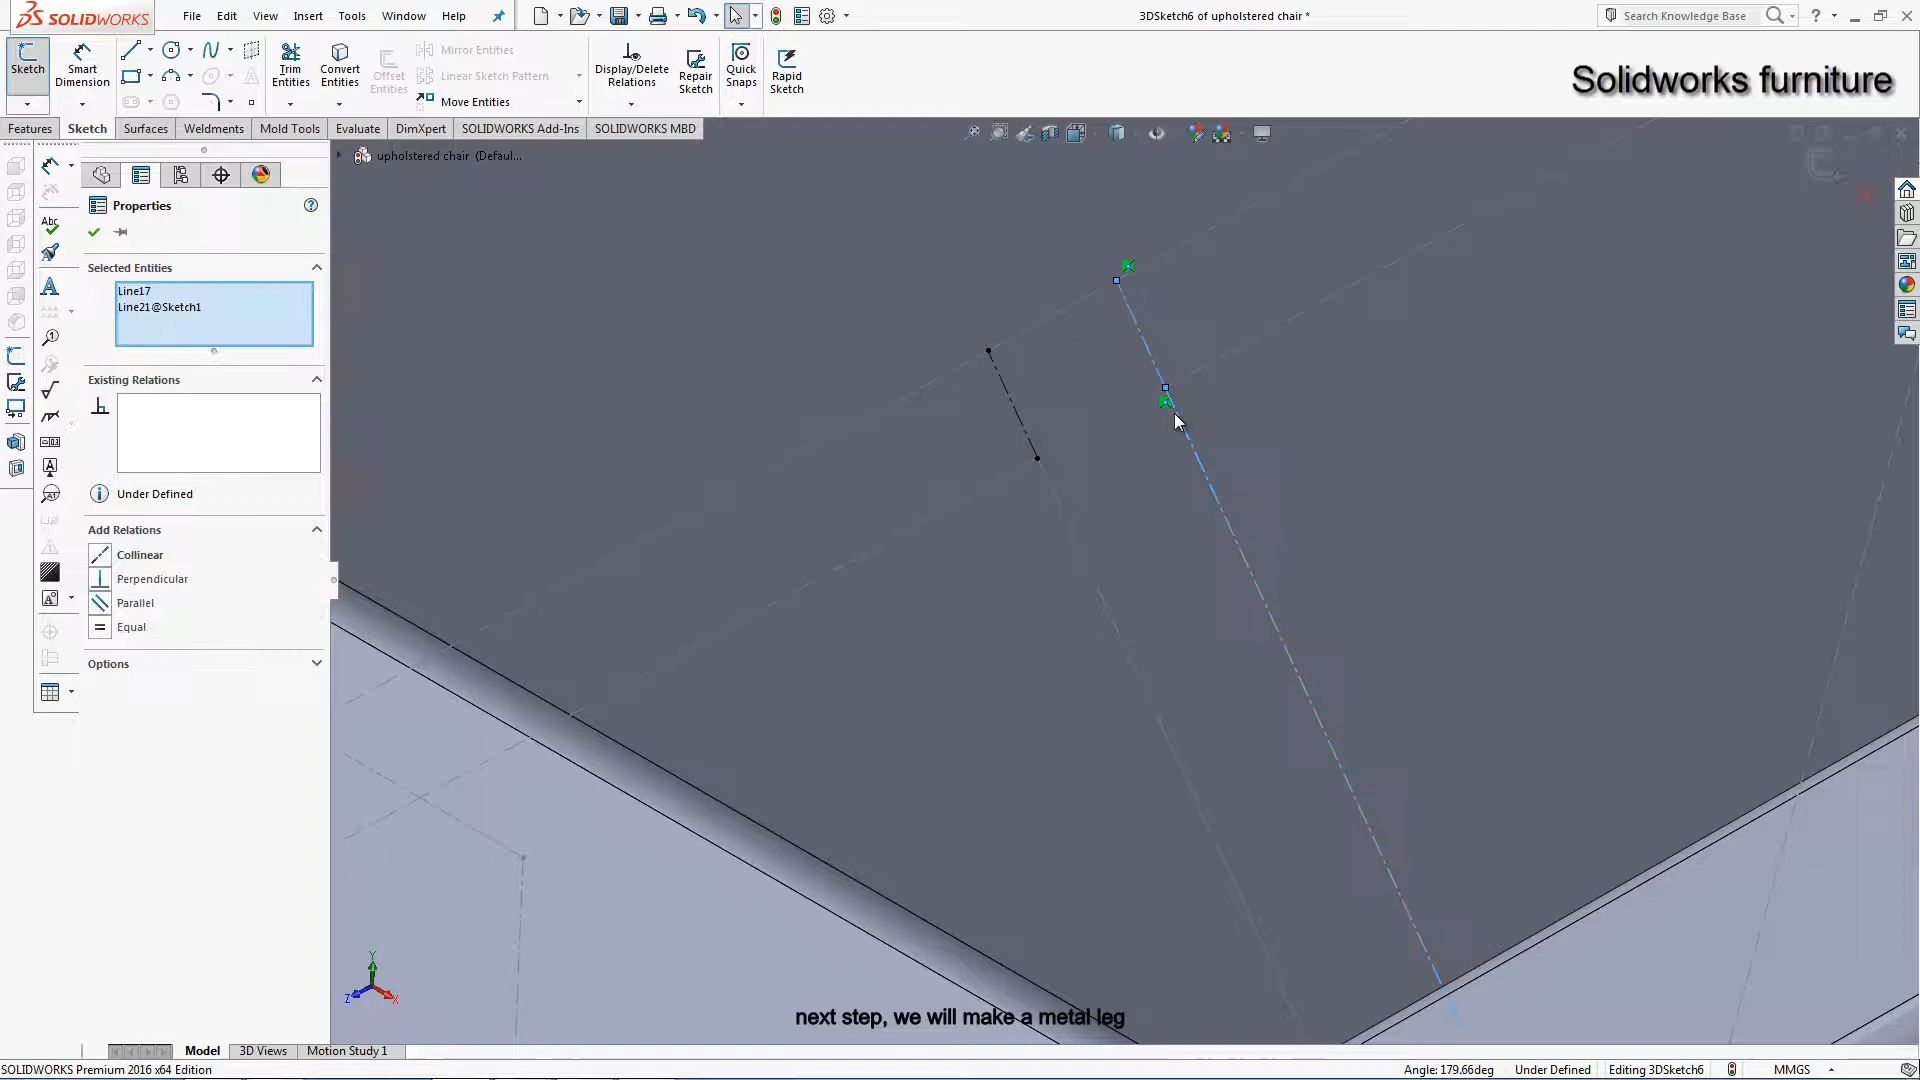 SOLIDWORKS
File Edit View Insert Tools Window Help
3DSketch6 of upholstered chair *
Search Knowledge Base
Sketch
Smart Dimension
Trim Entities
Convert Entities
Offset Entities
Mirror Entities
Linear Sketch Pattern
Move Entities
Display/Delete Relations
Repair Sketch
Quick Snaps
Rapid Sketch
Solidworks furniture
Features Sketch Surfaces Weldments Mold Tools Evaluate DimXpert SOLIDWORKS Add-Ins SOLIDWORKS MBD
upholstered chair (Defaul...
Properties
Selected Entities
Line17
Line21@Sketch1
Existing Relations
Under Defined
Add Relations
Collinear
Perpendicular
Parallel
Equal
Options
Y
Z X
next step, we will make a metal leg
Model 3D Views Motion Study 1
SOLIDWORKS Premium 2016 x64 Edition
Angle: 179.66deg Under Defined Editing 3DSketch6 MMGS